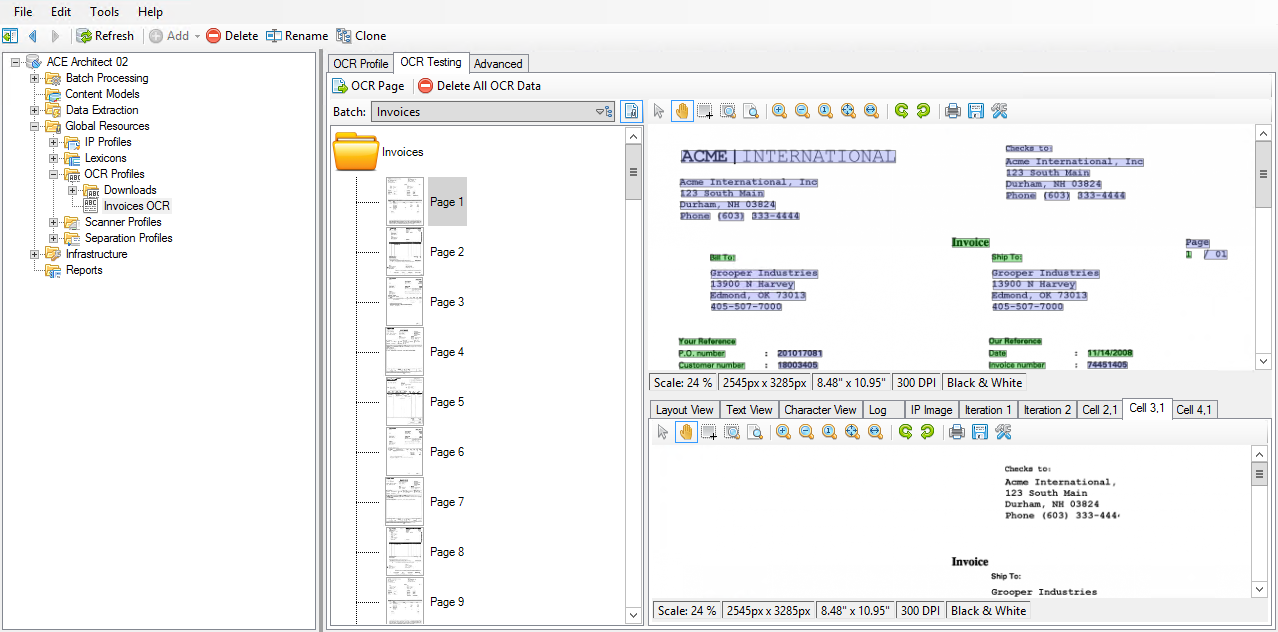 File Edit Tools Help
Refresh Add Delete Rename Clone
ACE Architect 02
Batch Processing
Content Models
Data Extraction
Global Resources
IP Profiles
Lexicons
OCR Profiles
Downloads
Invoices OCR
Scanner Profiles
Separation Profiles
Infrastructure
Reports
OCR Profile OCR Testing Advanced
OCR Page Delete All OCR Data
Batch: Invoices
Invoices
Page 1
Page 2
Page 3
Page 4
Page 5
Page 6
Page 7
Page 8
Page 9
ACME | INTERNATIONAL
Acme International, Inc
123 South Main
Durham, NH 03824
Phone (603) 333-4444
Checks to:
Acme International, Inc
123 South Main
Durham, NH 03824
Phone (603) 333-4444
Invoice
Page
1 / 01
Bill To:
Grooper Industries
13900 N Harvey
Edmond, OK 73013
405-507-7000
Ship To:
Grooper Industries
13900 N Harvey
Edmond, OK 73013
405-507-7000
Your Reference
P.O. number : 201017081
Customer number : 18003405
Our Reference
Date : 11/14/2008
Invoice number : 74451405
Scale: 24 % 2545px x 3285px 8.48" x 10.95" 300 DPI Black & White
Layout View Text View Character View Log IP Image Iteration 1 Iteration 2 Cell 2,1 Cell 3,1 Cell 4,1
Checks to:
Acme International,
123 South Main
Durham, NH 03824
Phone (603) 333-444
Invoice
Ship To:
Grooper Industries
Scale: 24 % 2545px x 3285px 8.48" x 10.95" 300 DPI Black & White